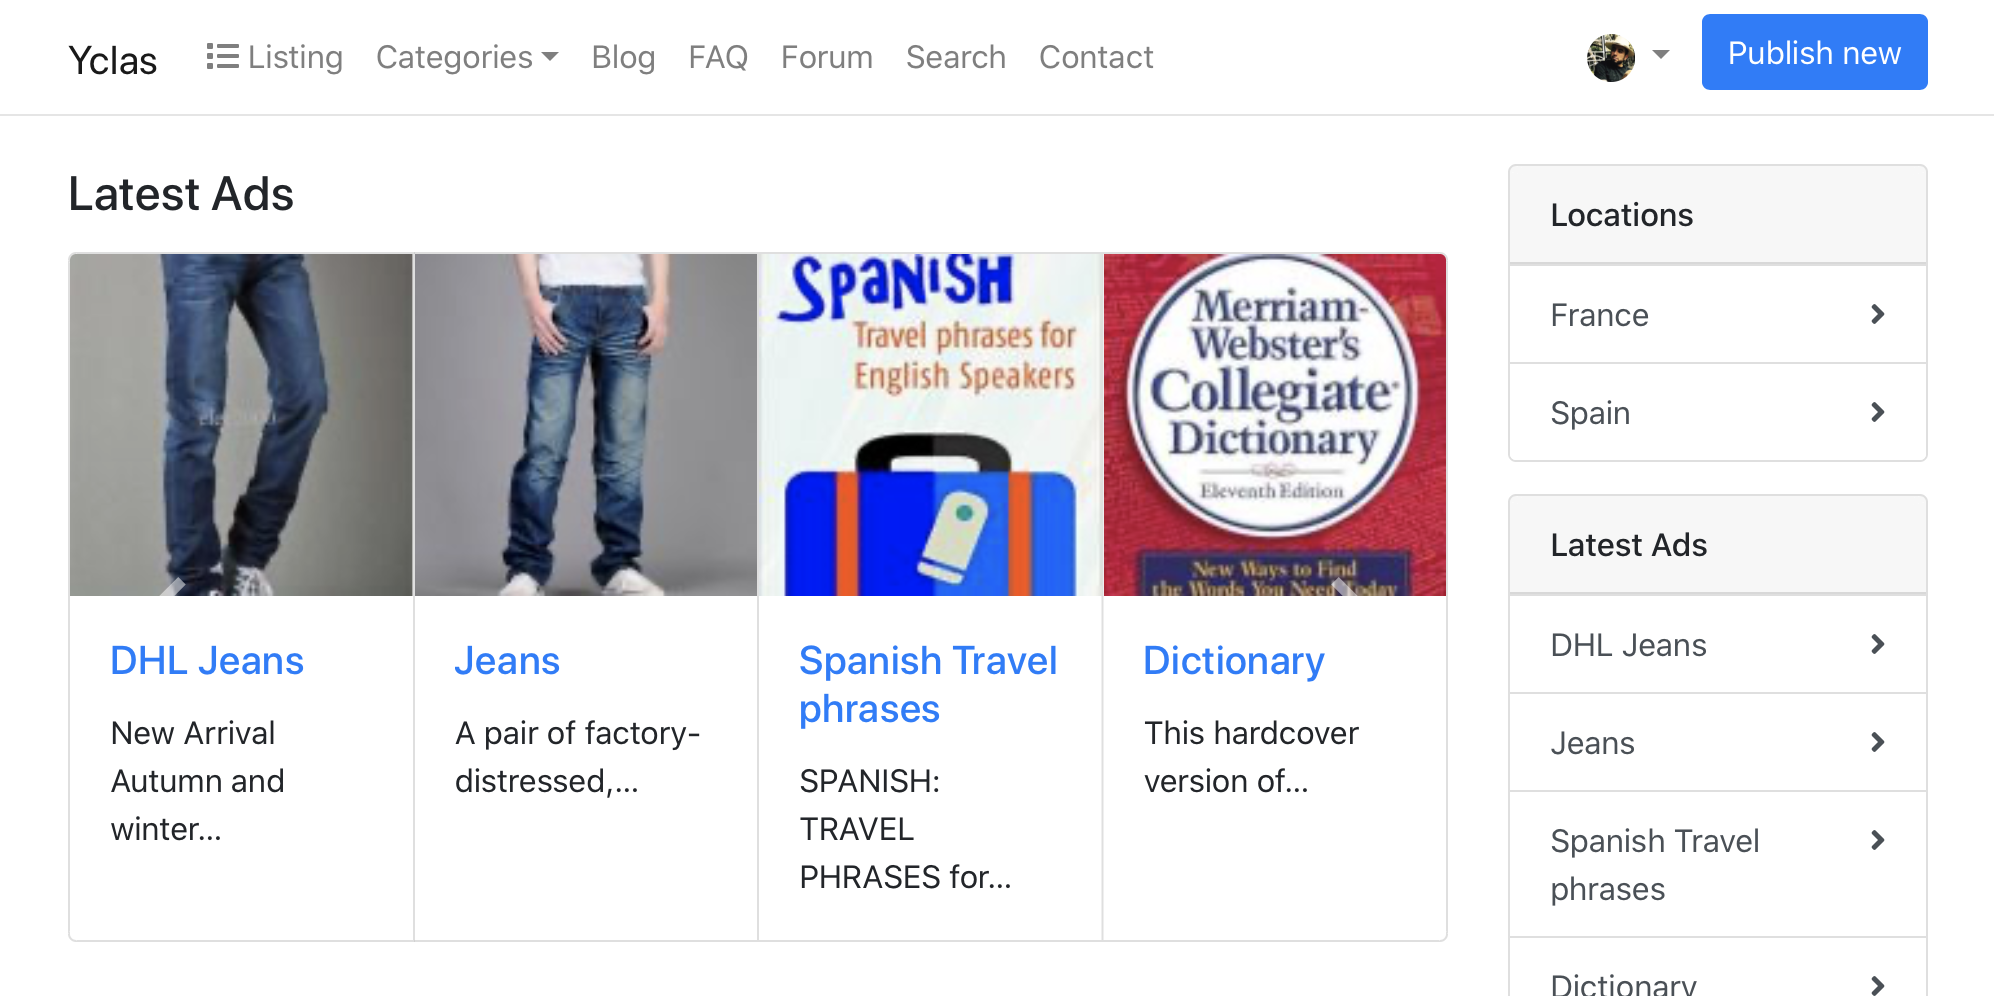 Yclas
Listing
Categories
Blog
FAQ
Forum
Search
Contact
Publish new
Latest Ads
SPANISH
Travel phrases for
English Speakers
Merriam-
Webster's
Collegiate
Dictionary
Eleventh Edition
New Ways to Find
the Words You Need Today
DHL Jeans
New Arrival
Autumn and
winter...
Jeans
A pair of factory-
distressed,...
Spanish Travel
phrases
SPANISH:
TRAVEL
PHRASES for...
Dictionary
This hardcover
version of...
Locations
France
Spain
Latest Ads
DHL Jeans
Jeans
Spanish Travel
phrases
Dictionary